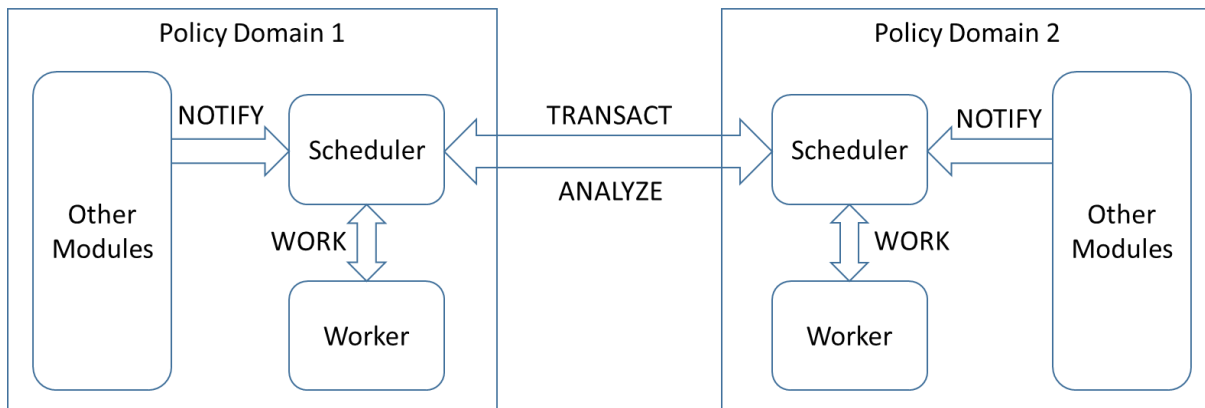 Policy Domain 1
Policy Domain 2
NOTIFY
Scheduler
TRANSACT
ANALYZE
Scheduler
NOTIFY
Other
Modules
WORK
Worker
WORK
Worker
Other
Modules